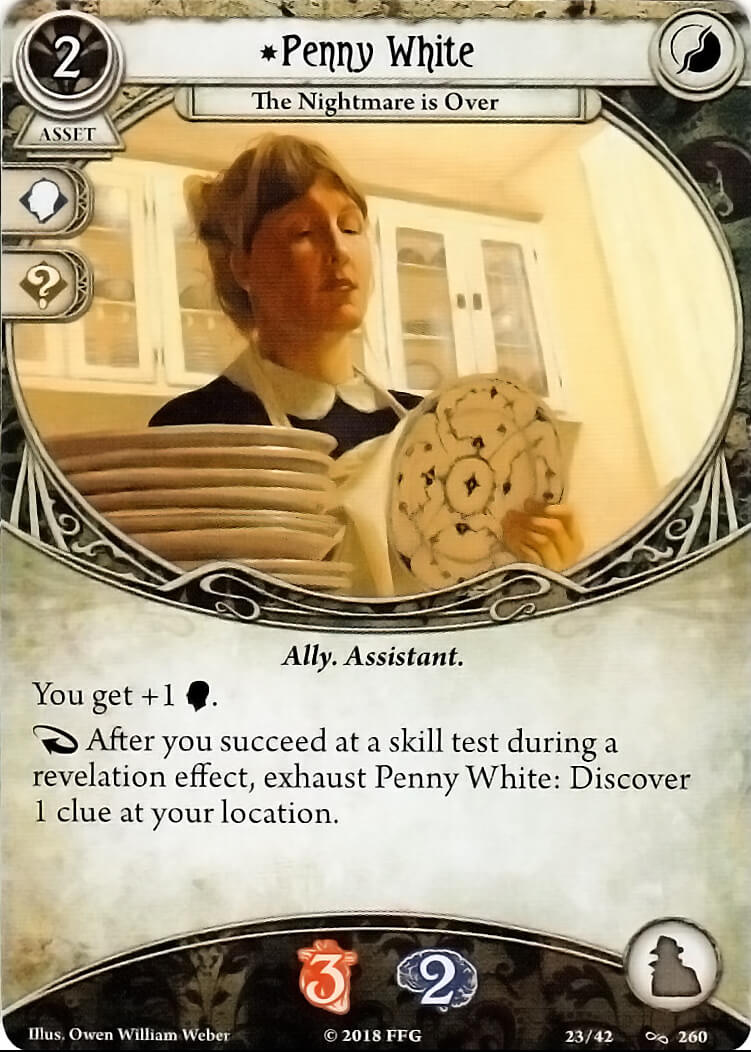 2
Penny White
The Nightmare is Over
ASSET
?
Ally. Assistant.
You get +1 .
After you succeed at a skill test during a
revelation effect, exhaust Penny White: Discover
1 clue at your location.
3 2
Illus. Owen William Weber © 2018 FFG 23/42 260